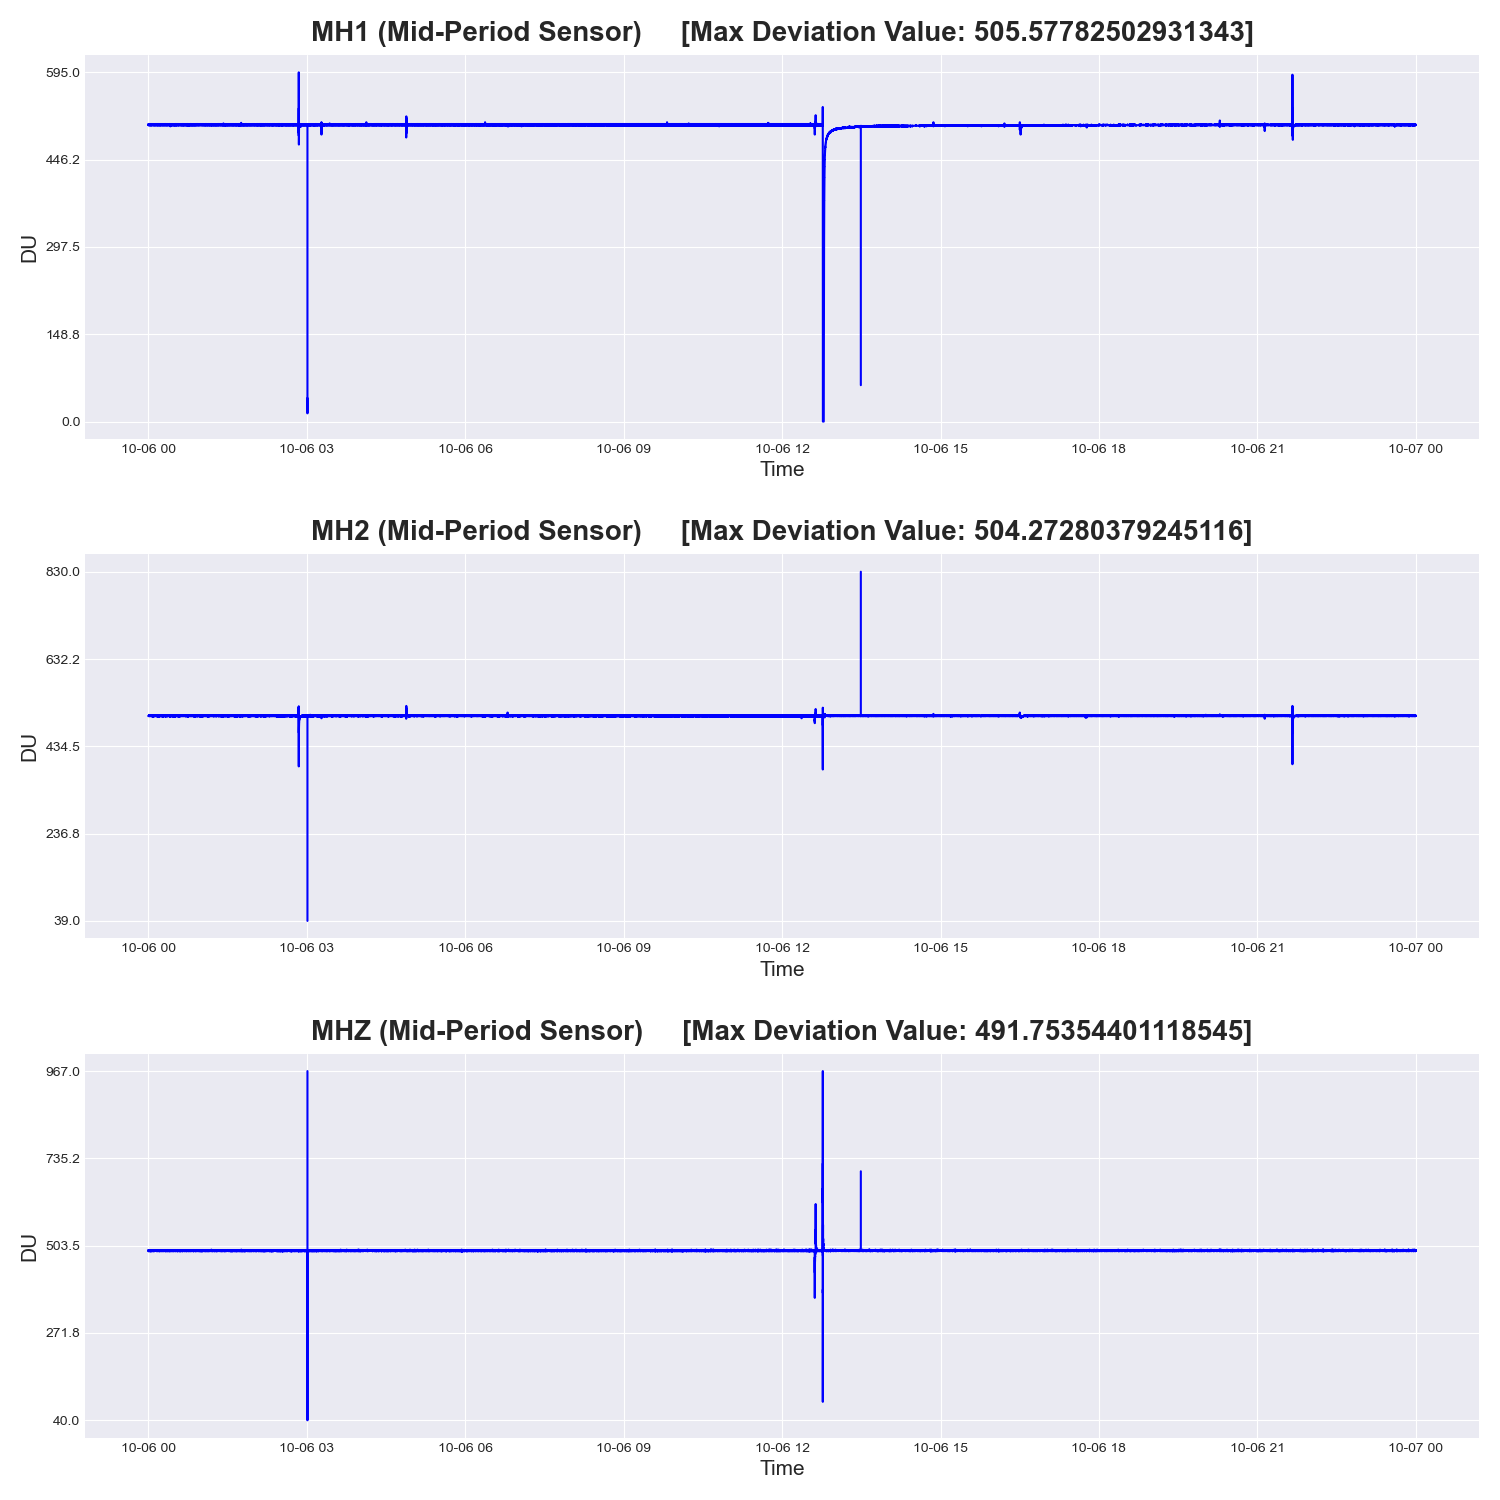 MH1 (Mid-Period Sensor) [Max Deviation Value: 505.57782502931343]
595.0
446.2
297.5
148.8
0.0
DU
10-06 00 10-06 03 10-06 06 10-06 09 10-06 12 10-06 15 10-06 18 10-06 21 10-07 00
Time
MH2 (Mid-Period Sensor) [Max Deviation Value: 504.27280379245116]
830.0
632.2
434.5
236.8
39.0
DU
10-06 00 10-06 03 10-06 06 10-06 09 10-06 12 10-06 15 10-06 18 10-06 21 10-07 00
Time
MHZ (Mid-Period Sensor) [Max Deviation Value: 491.75354401118545]
967.0
735.2
503.5
271.8
40.0
DU
10-06 00 10-06 03 10-06 06 10-06 09 10-06 12 10-06 15 10-06 18 10-06 21 10-07 00
Time